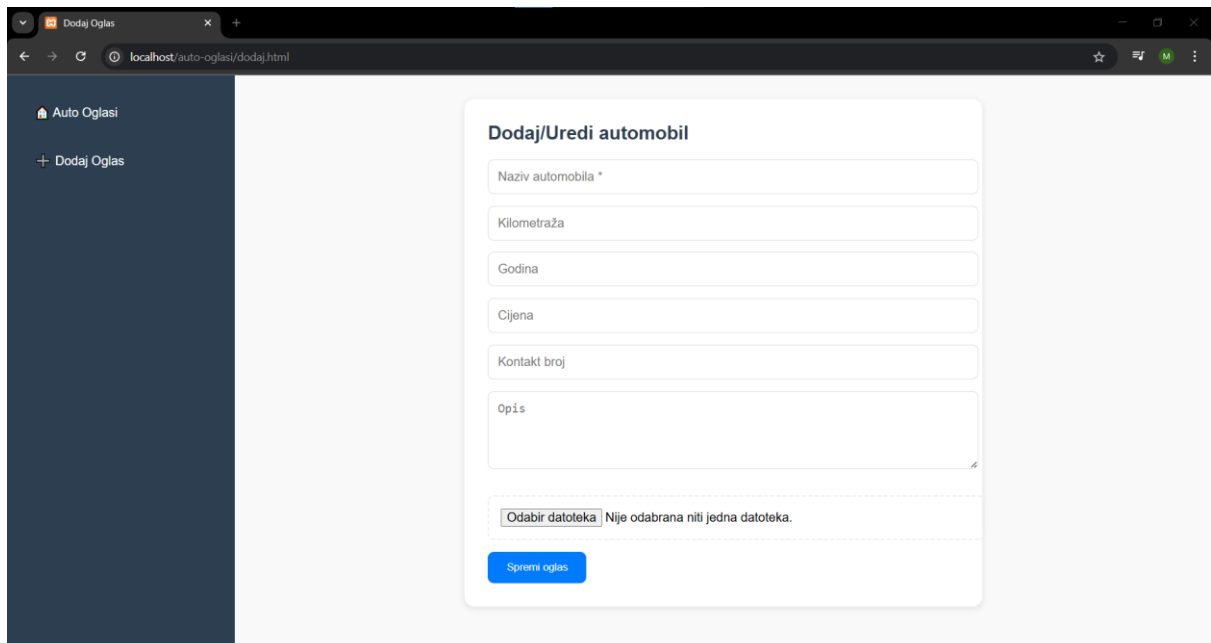 Dodaj Oglas
localhost/auto-oglasi/dodaj.html
M
Auto Oglasi
Dodaj Oglas
Dodaj/Uredi automobil
Naziv automobila *
Kilometraža
Godina
Cijena
Kontakt broj
Opis
Odabir datoteka Nije odabrana niti jedna datoteka.
Spremi oglas